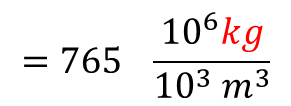 = 765 10⁶kg / 10³ m³